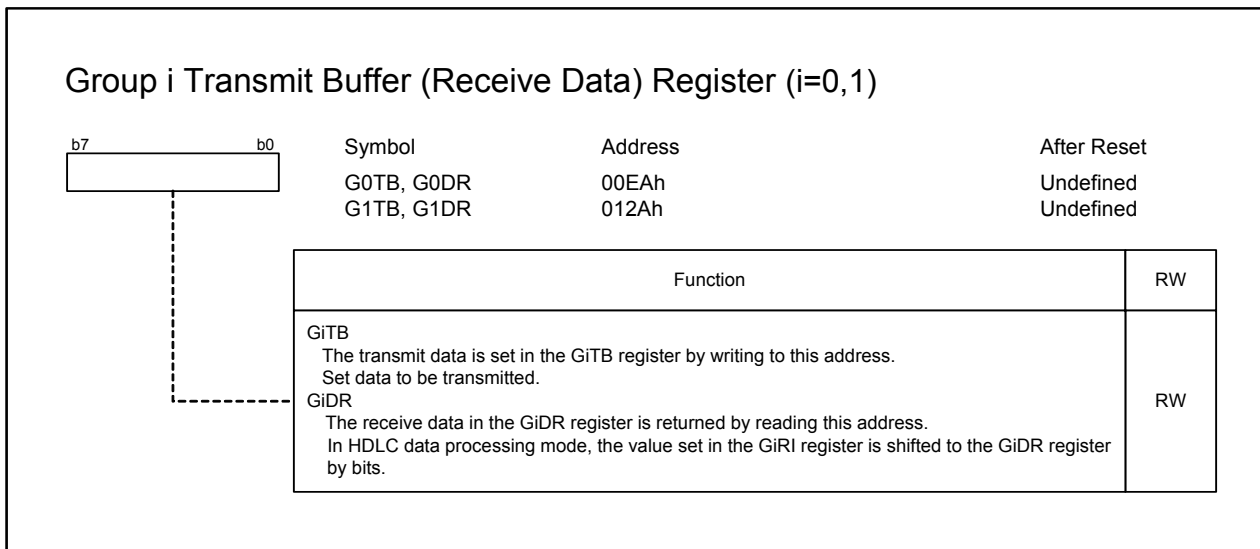 Group i Transmit Buffer (Receive Data) Register (i=0,1)
b7 b0 Symbol Address After Reset
G0TB, G0DR 00EAh Undefined
G1TB, G1DR 012Ah Undefined
Function RW
GiTB
The transmit data is set in the GiTB register by writing to this address.
Set data to be transmitted.
GiDR RW
The receive data in the GiDR register is returned by reading this address.
In HDLC data processing mode, the value set in the GiRI register is shifted to the GiDR register
by bits.